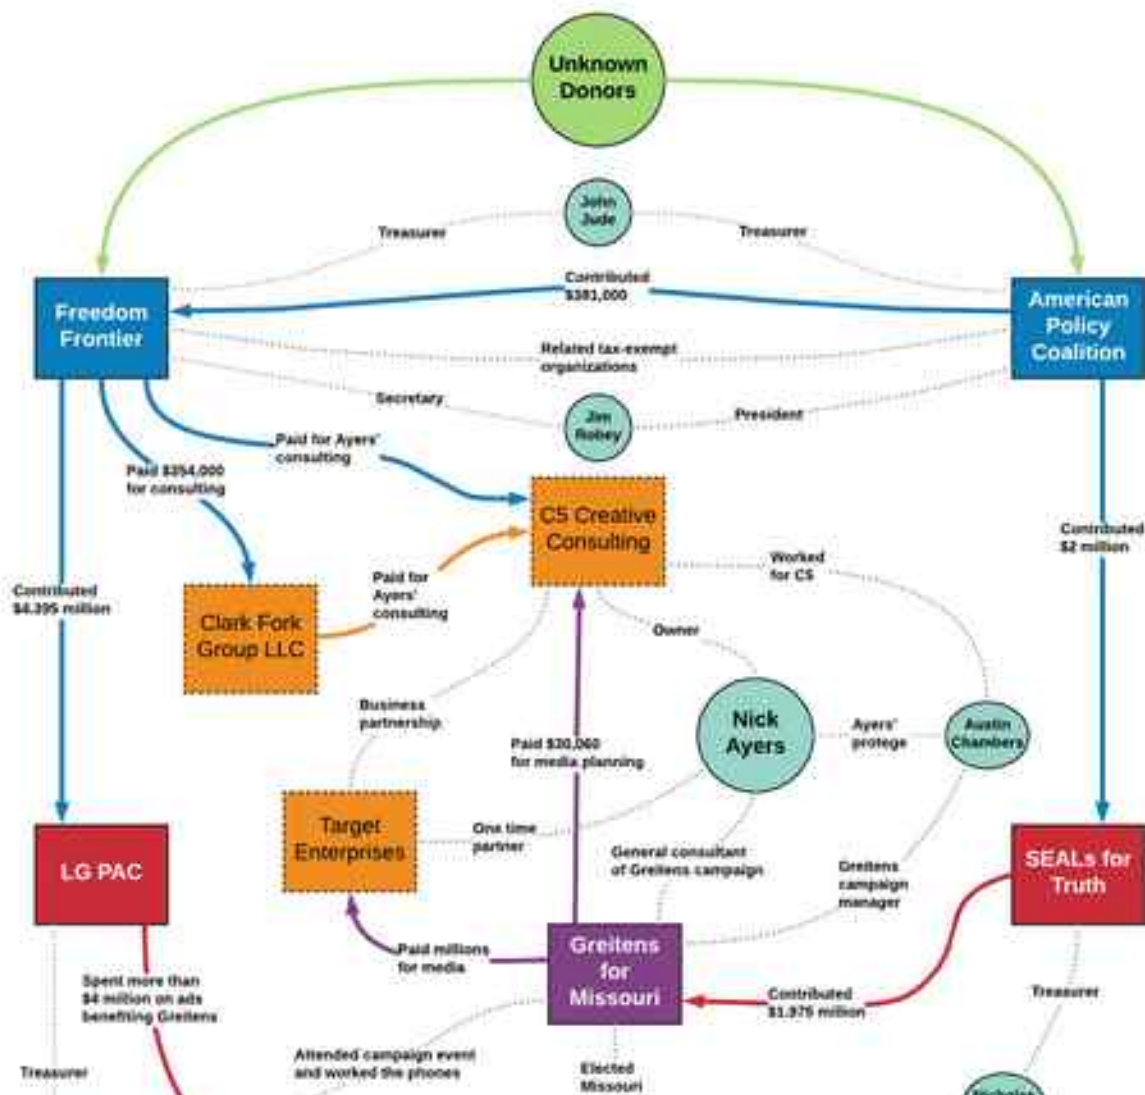 Unknown
Donors
John
Jude
Treasurer
Treasurer
Contributed
$381,000
Freedom
Frontier
American
Policy
Coalition
Related tax-exempt
organizations
Secretary
Jim
Robey
President
Paid for Ayers'
consulting
Paid $354,000
for consulting
C5 Creative
Consulting
Contributed
$2 million
Worked
for C5
Paid for
Ayers'
consulting
Contributed
$4.395 million
Clark Fork
Group LLC
Owner
Business
partnership
Nick
Ayers
Ayers'
protege
Austin
Chambers
Paid $30,060
for media planning
Target
Enterprises
One time
partner
LG PAC
SEALs for
Truth
General consultant
of Greitens campaign
Greitens
campaign
manager
Paid millions
for media
Greitens
for
Missouri
Spent more than
$4 million on ads
benefiting Greitens
Contributed
$1.975 million
Treasurer
Attended campaign event
and worked the phones
Elected
Missouri
Treasurer
Nicholas